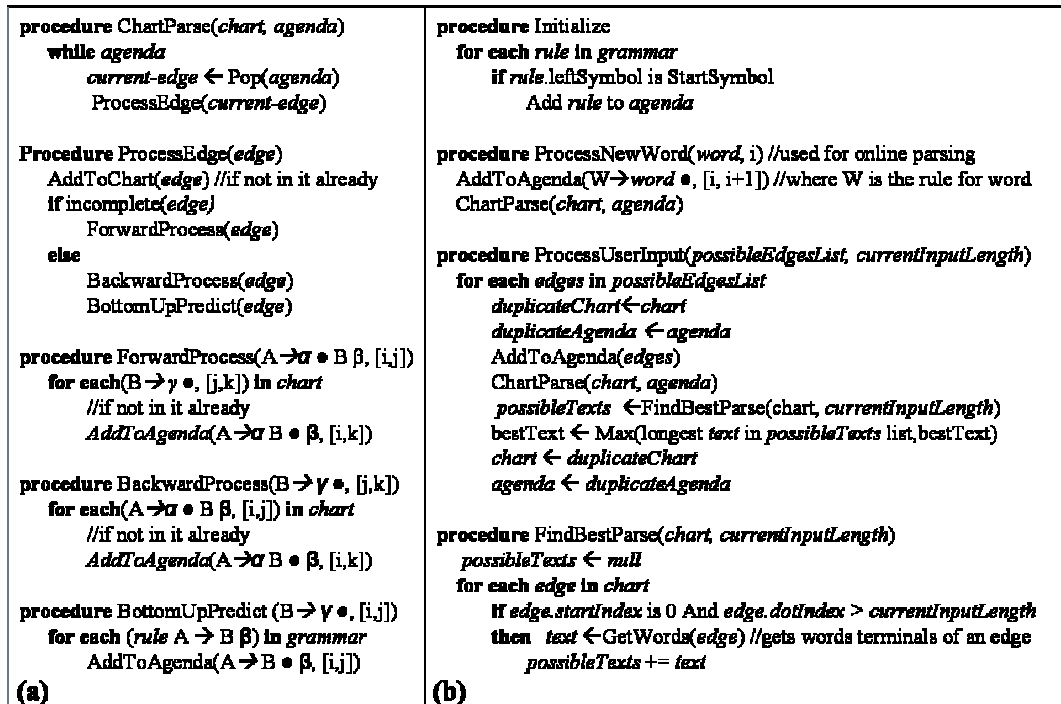 procedure ChartParse(chart, agenda)
while agenda
current-edge ← Pop(agenda)
ProcessEdge(current-edge)
Procedure ProcessEdge(edge)
AddToChart(edge) //if not in it already
if incomplete(edge)
ForwardProcess(edge)
else
BackwardProcess(edge)
BottomUpPredict(edge)
procedure ForwardProcess(A→α ● B β, [i,j])
for each(B→ γ ●, [j,k]) in chart
//if not in it already
AddToAgenda(A→α B ● β, [i,k])
procedure BackwardProcess(B→ γ ●, [j,k])
for each(A→α ● B β, [i,j]) in chart
//if not in it already
AddToAgenda(A→α B ● β, [i,k])
procedure BottomUpPredict (B→ γ ●, [i,j])
for each (rule A → B β) in grammar
AddToAgenda(A→B ● β, [i,j])
(a)
procedure Initialize
for each rule in grammar
if rule.leftSymbol is StartSymbol
Add rule to agenda
procedure ProcessNewWord(word, i) //used for online parsing
AddToAgenda(W→word ●, [i, i+1]) //where W is the rule for word
ChartParse(chart, agenda)
procedure ProcessUserInput(possibleEdgesList, currentInputLength)
for each edges in possibleEdgesList
duplicateChart←chart
duplicateAgenda ← agenda
AddToAgenda(edges)
ChartParse(chart, agenda)
possibleTexts ←FindBestParse(chart, currentInputLength)
bestText ← Max(longest text in possibleTexts list,bestText)
chart ← duplicateChart
agenda ← duplicateAgenda
procedure FindBestParse(chart, currentInputLength)
possibleTexts ← null
for each edge in chart
If edge.startIndex is 0 And edge.dotIndex > currentInputLength
then text ←GetWords(edge) //gets words terminals of an edge
possibleTexts += text
(b)